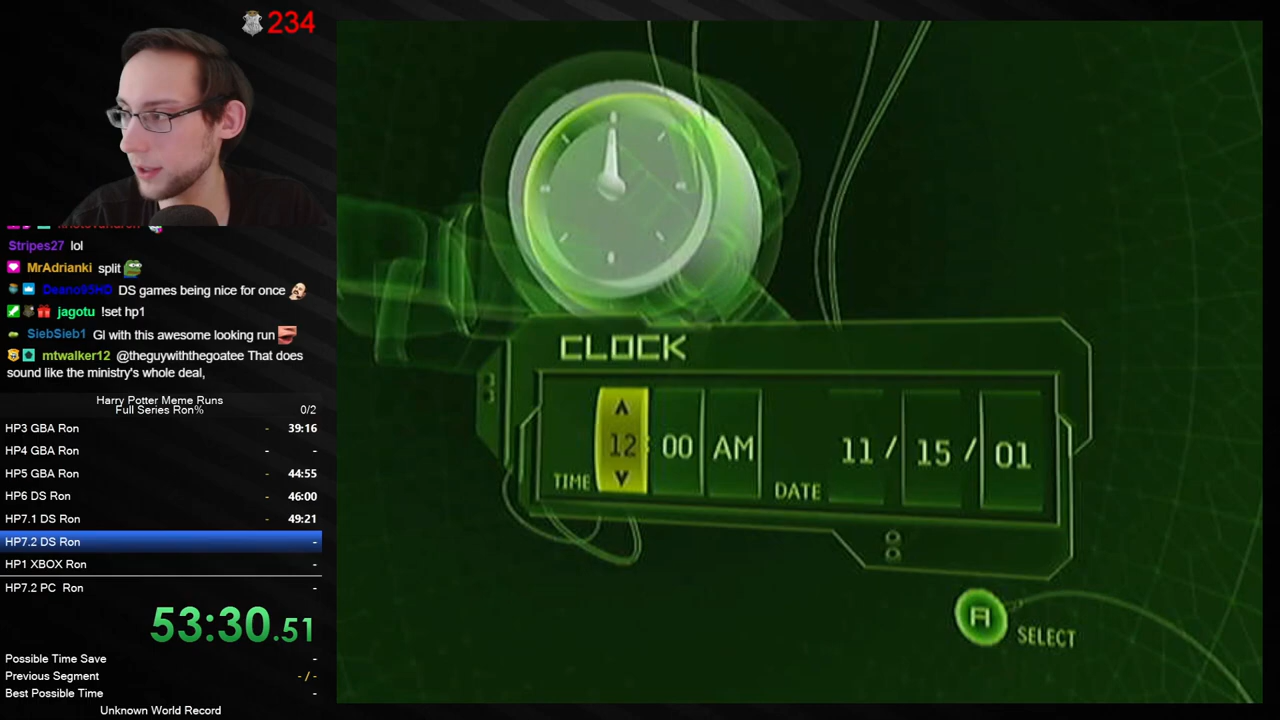 234
Stripes27 lol
MrAdrianki split
Deano95HD DS games being nice for once
jagotu !set hp1
SiebSieb1 Gl with this awesome looking run
mtwalker12 @theguywiththegoatee That does
sound like the ministry's whole deal,
Harry Potter Meme Runs
Full Series Ron% 0/2
HP3 GBA Ron - 39:16
HP4 GBA Ron - -
HP5 GBA Ron - 44:55
HP6 DS Ron - 46:00
HP7.1 DS Ron - 49:21
HP7.2 DS Ron -
HP1 XBOX Ron -
HP7.2 PC Ron -
53:30.51
Possible Time Save -
Previous Segment - / -
Best Possible Time -
Unknown World Record
CLOCK
TIME 12 : 00 AM DATE 11 / 15 / 01
A SELECT